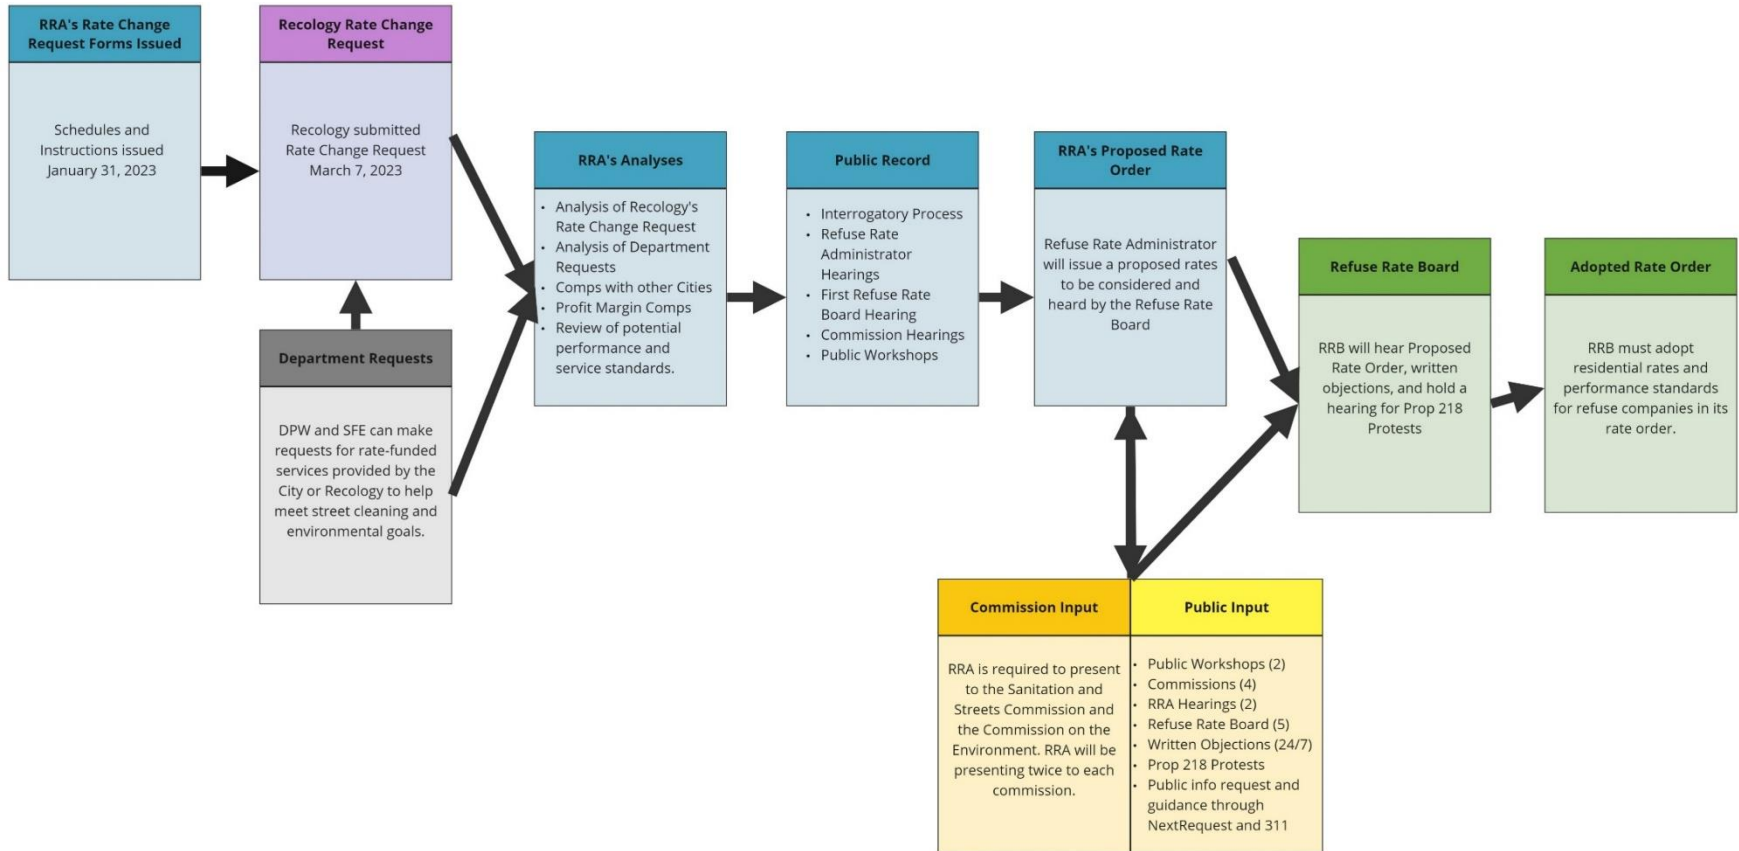 RRA's Rate Change
Request Forms Issued
Schedules and
Instructions issued
January 31, 2023
Recology Rate Change
Request
Recology submitted
Rate Change Request
March 7, 2023
Department Requests
DPW and SFE can make
requests for rate-funded
services provided by the
City or Recology to help
meet street cleaning and
environmental goals.
RRA's Analyses
• Analysis of Recology's
Rate Change Request
• Analysis of Department
Requests
• Comps with other Cities
• Profit Margin Comps
• Review of potential
performance and
service standards.
Public Record
• Interrogatory Process
• Refuse Rate
Administrator
Hearings
• First Refuse Rate
Board Hearing
• Commission Hearings
• Public Workshops
RRA's Proposed Rate
Order
Refuse Rate Administrator
will issue a proposed rates
to be considered and
heard by the Refuse Rate
Board
Commission Input
RRA is required to present
to the Sanitation and
Streets Commission and
the Commission on the
Environment. RRA will be
presenting twice to each
commission.
Public Input
• Public Workshops (2)
• Commissions (4)
• RRA Hearings (2)
• Refuse Rate Board (5)
• Written Objections (24/7)
• Prop 218 Protests
• Public info request and
guidance through
NextRequest and 311
Refuse Rate Board
RRB will hear Proposed
Rate Order, written
objections, and hold a
hearing for Prop 218
Protests
Adopted Rate Order
RRB must adopt
residential rates and
performance standards
for refuse companies in its
rate order.